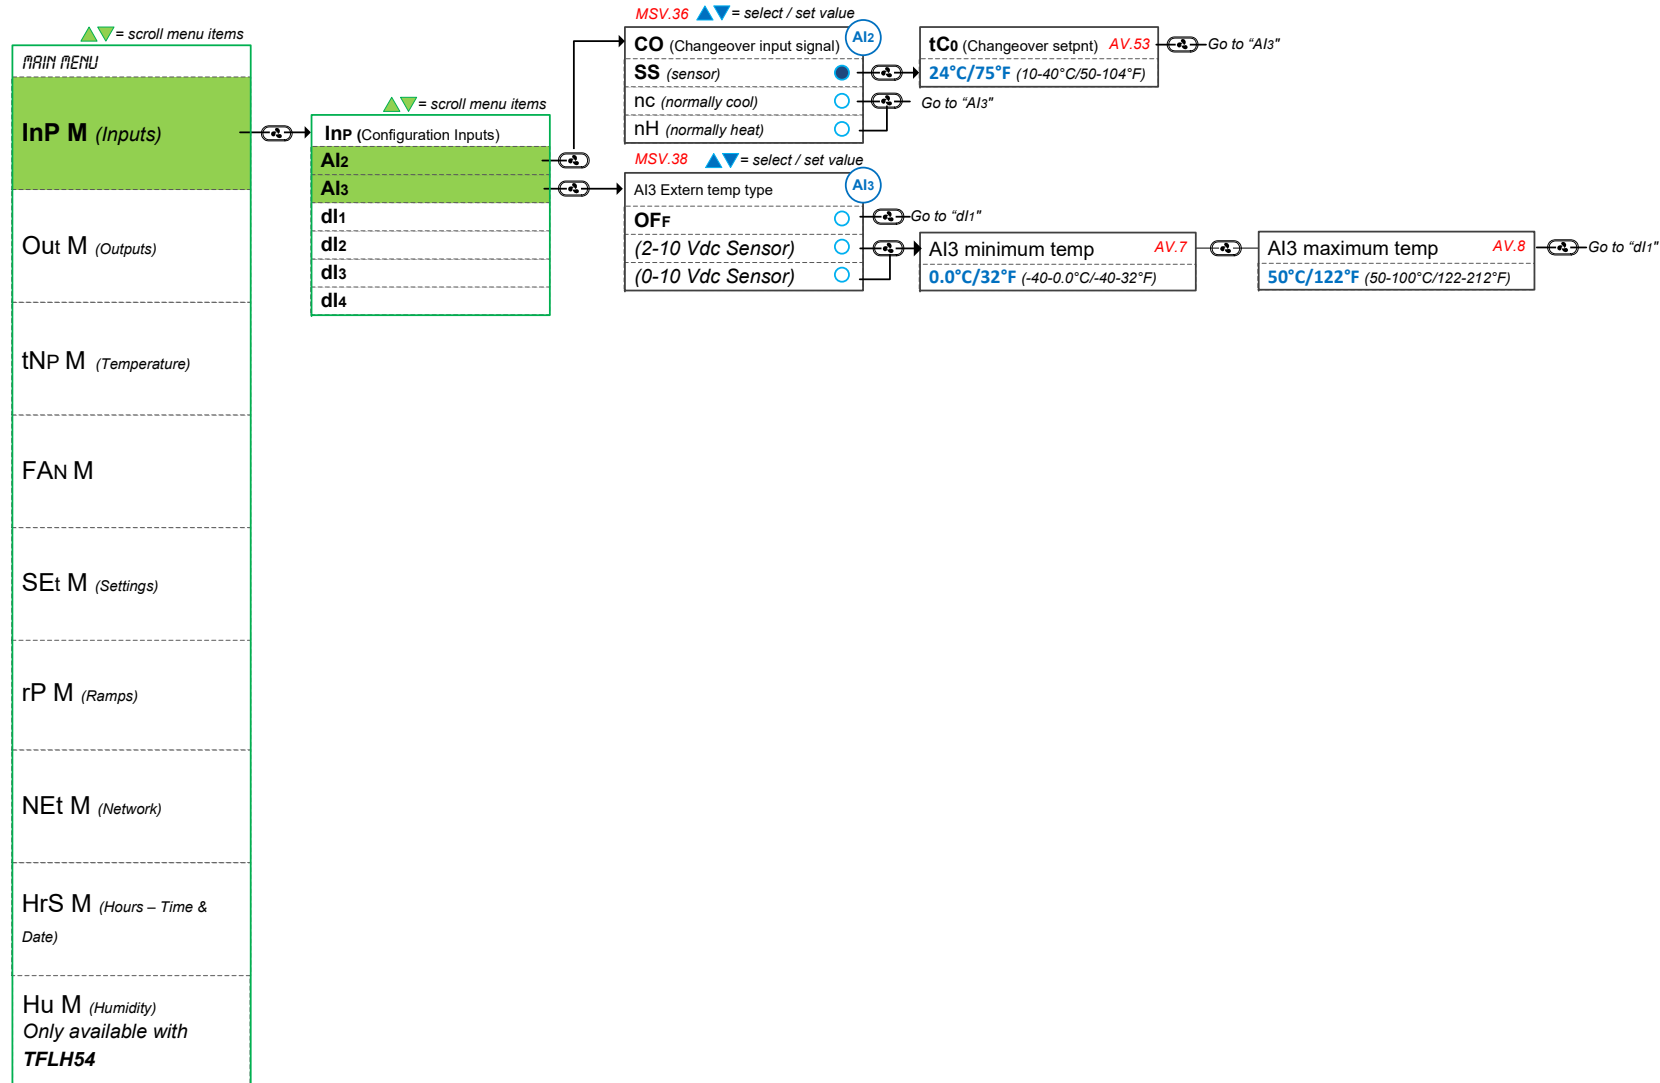 = scroll menu items
MAIN MENU
InP M (Inputs)
Out M (Outputs)
tNP M (Temperature)
FAN M
SEt M (Settings)
rP M (Ramps)
NEt M (Network)
HrS M (Hours – Time &
Date)
Hu M (Humidity)
Only available with
TFLH54
= scroll menu items
InP (Configuration Inputs)
AI2
AI3
dI1
dI2
dI3
dI4
MSV.36 = select / set value
CO (Changeover input signal) AI2
SS (sensor)
nc (normally cool)
nH (normally heat)
tC0 (Changeover setpnt) AV.53
24°C/75°F (10-40°C/50-104°F)
Go to “AI3”
Go to “AI3”
MSV.38 = select / set value
AI3 Extern temp type AI3
OFF
(2-10 Vdc Sensor)
(0-10 Vdc Sensor)
Go to “dI1”
AI3 minimum temp AV.7
0.0°C/32°F (-40-0.0°C/-40-32°F)
AI3 maximum temp AV.8
50°C/122°F (50-100°C/122-212°F)
Go to “dI1”